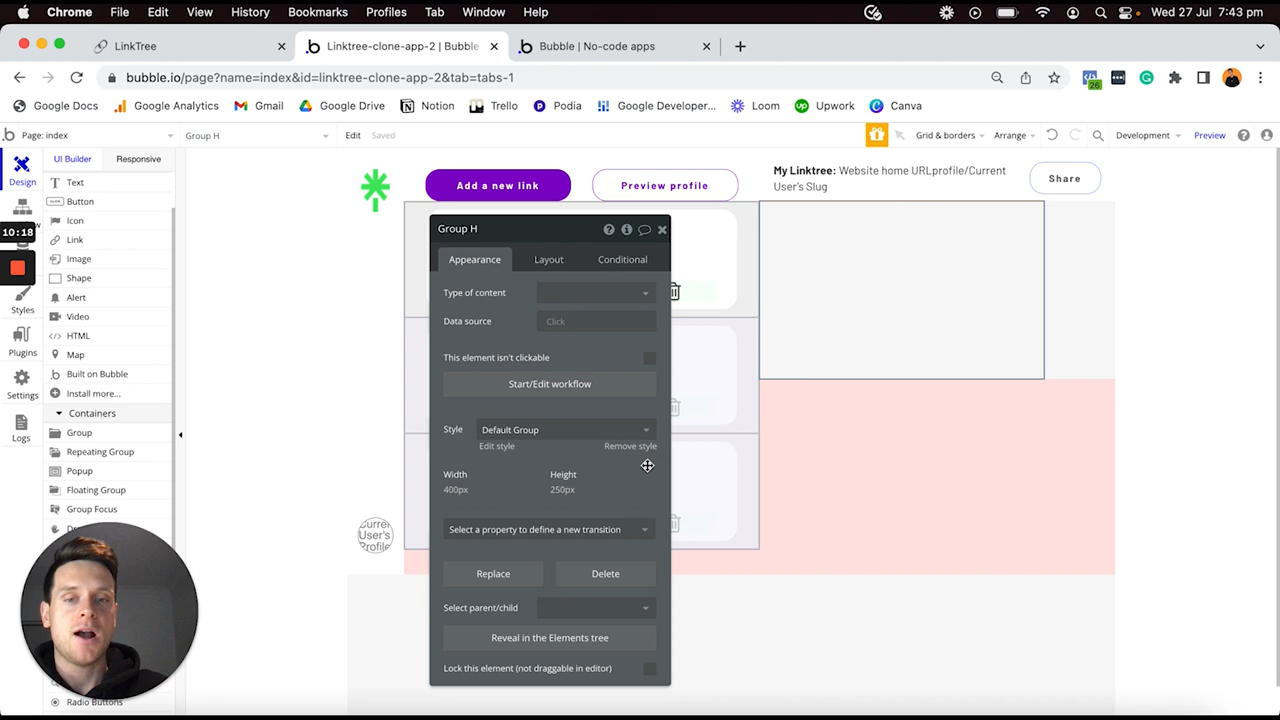 Chrome File Edit View History Bookmarks Profiles Tab Window Help Wed 27 Jul 7:43 pm
LinkTree Linktree-clone-app-2 | Bubble Bubble | No-code apps
bubble.io/page?name=index&id=linktree-clone-app-2&tab=tabs-1 26
Google Docs Google Analytics Gmail Google Drive Notion Trello Podia Google Developer... Loom Upwork Canva
Page: index Group H Edit Saved Grid & borders Arrange Development Preview
UI Builder Responsive
Design
10:18
Styles
Plugins
Settings
Logs
Text
Button
Icon
Link
Image
Shape
Alert
Video
HTML
Map
Built on Bubble
Install more...
Containers
Group
Repeating Group
Popup
Floating Group
Group Focus
Radio Buttons
Add a new link
Preview profile
My Linktree: Website home URLprofile/Current
User's Slug
Share
User's
Group H
Appearance Layout Conditional
Type of content
Data source Click
This element isn't clickable
Start/Edit workflow
Style Default Group
Edit style Remove style
Width Height
400px 250px
Select a property to define a new transition
Replace Delete
Select parent/child
Reveal in the Elements tree
Lock this element (not draggable in editor)